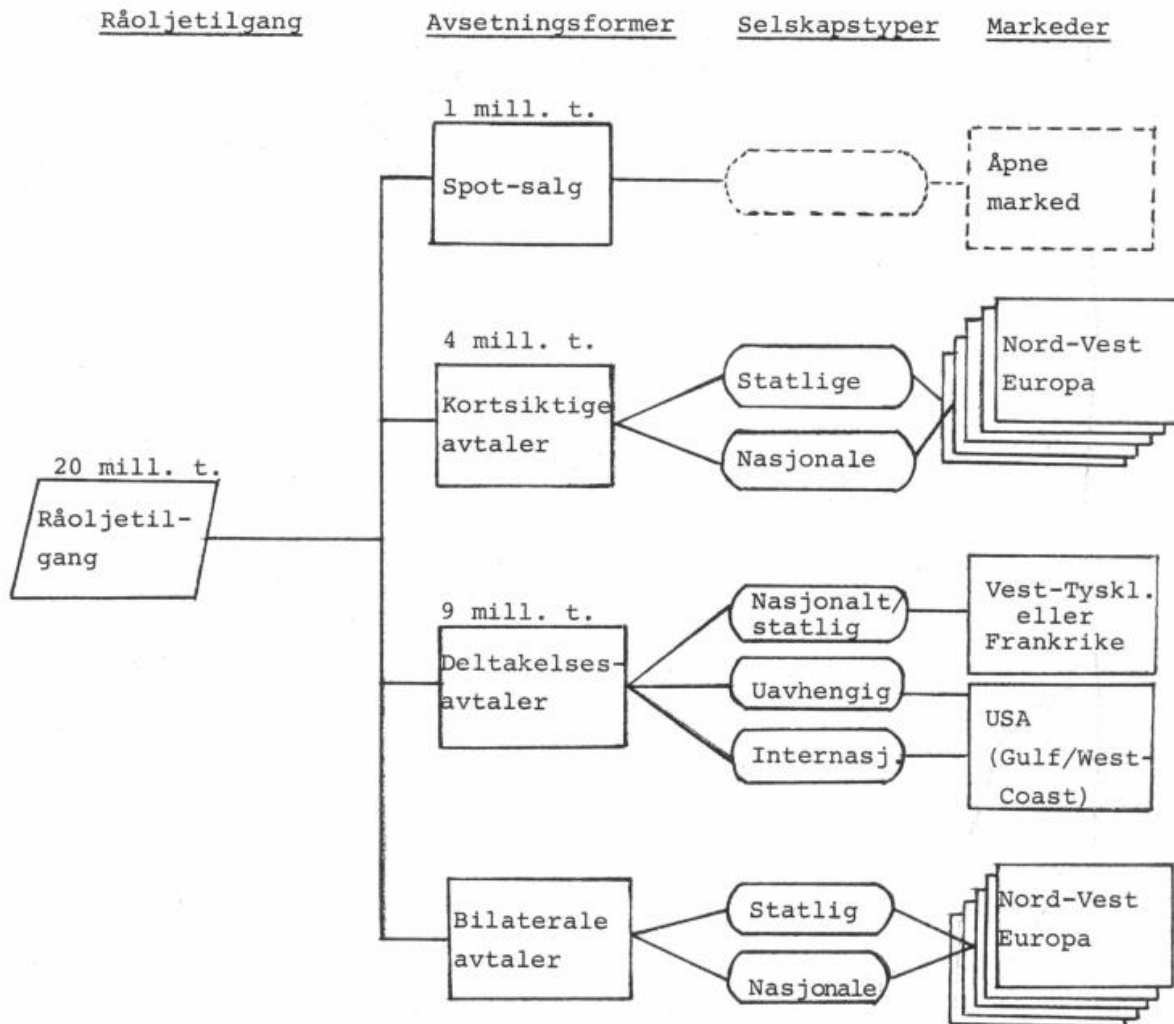 Råoljetilgang Avsetningsformer Selskapstyper Markeder
1 mill. t.
Spot-salg
Åpne
marked
4 mill. t.
Kortsiktige
avtaler
Statlige
Nasjonale
Nord-Vest
Europa
20 mill. t.
Råoljetil-
gang
9 mill. t.
Deltakelses-
avtaler
Nasjonalt/
statlig
Uavhengig
Internasj.
Vest-Tyskl.
eller
Frankrike
USA
(Gulf/West-
Coast)
Bilaterale
avtaler
Statlig
Nasjonale
Nord-Vest
Europa